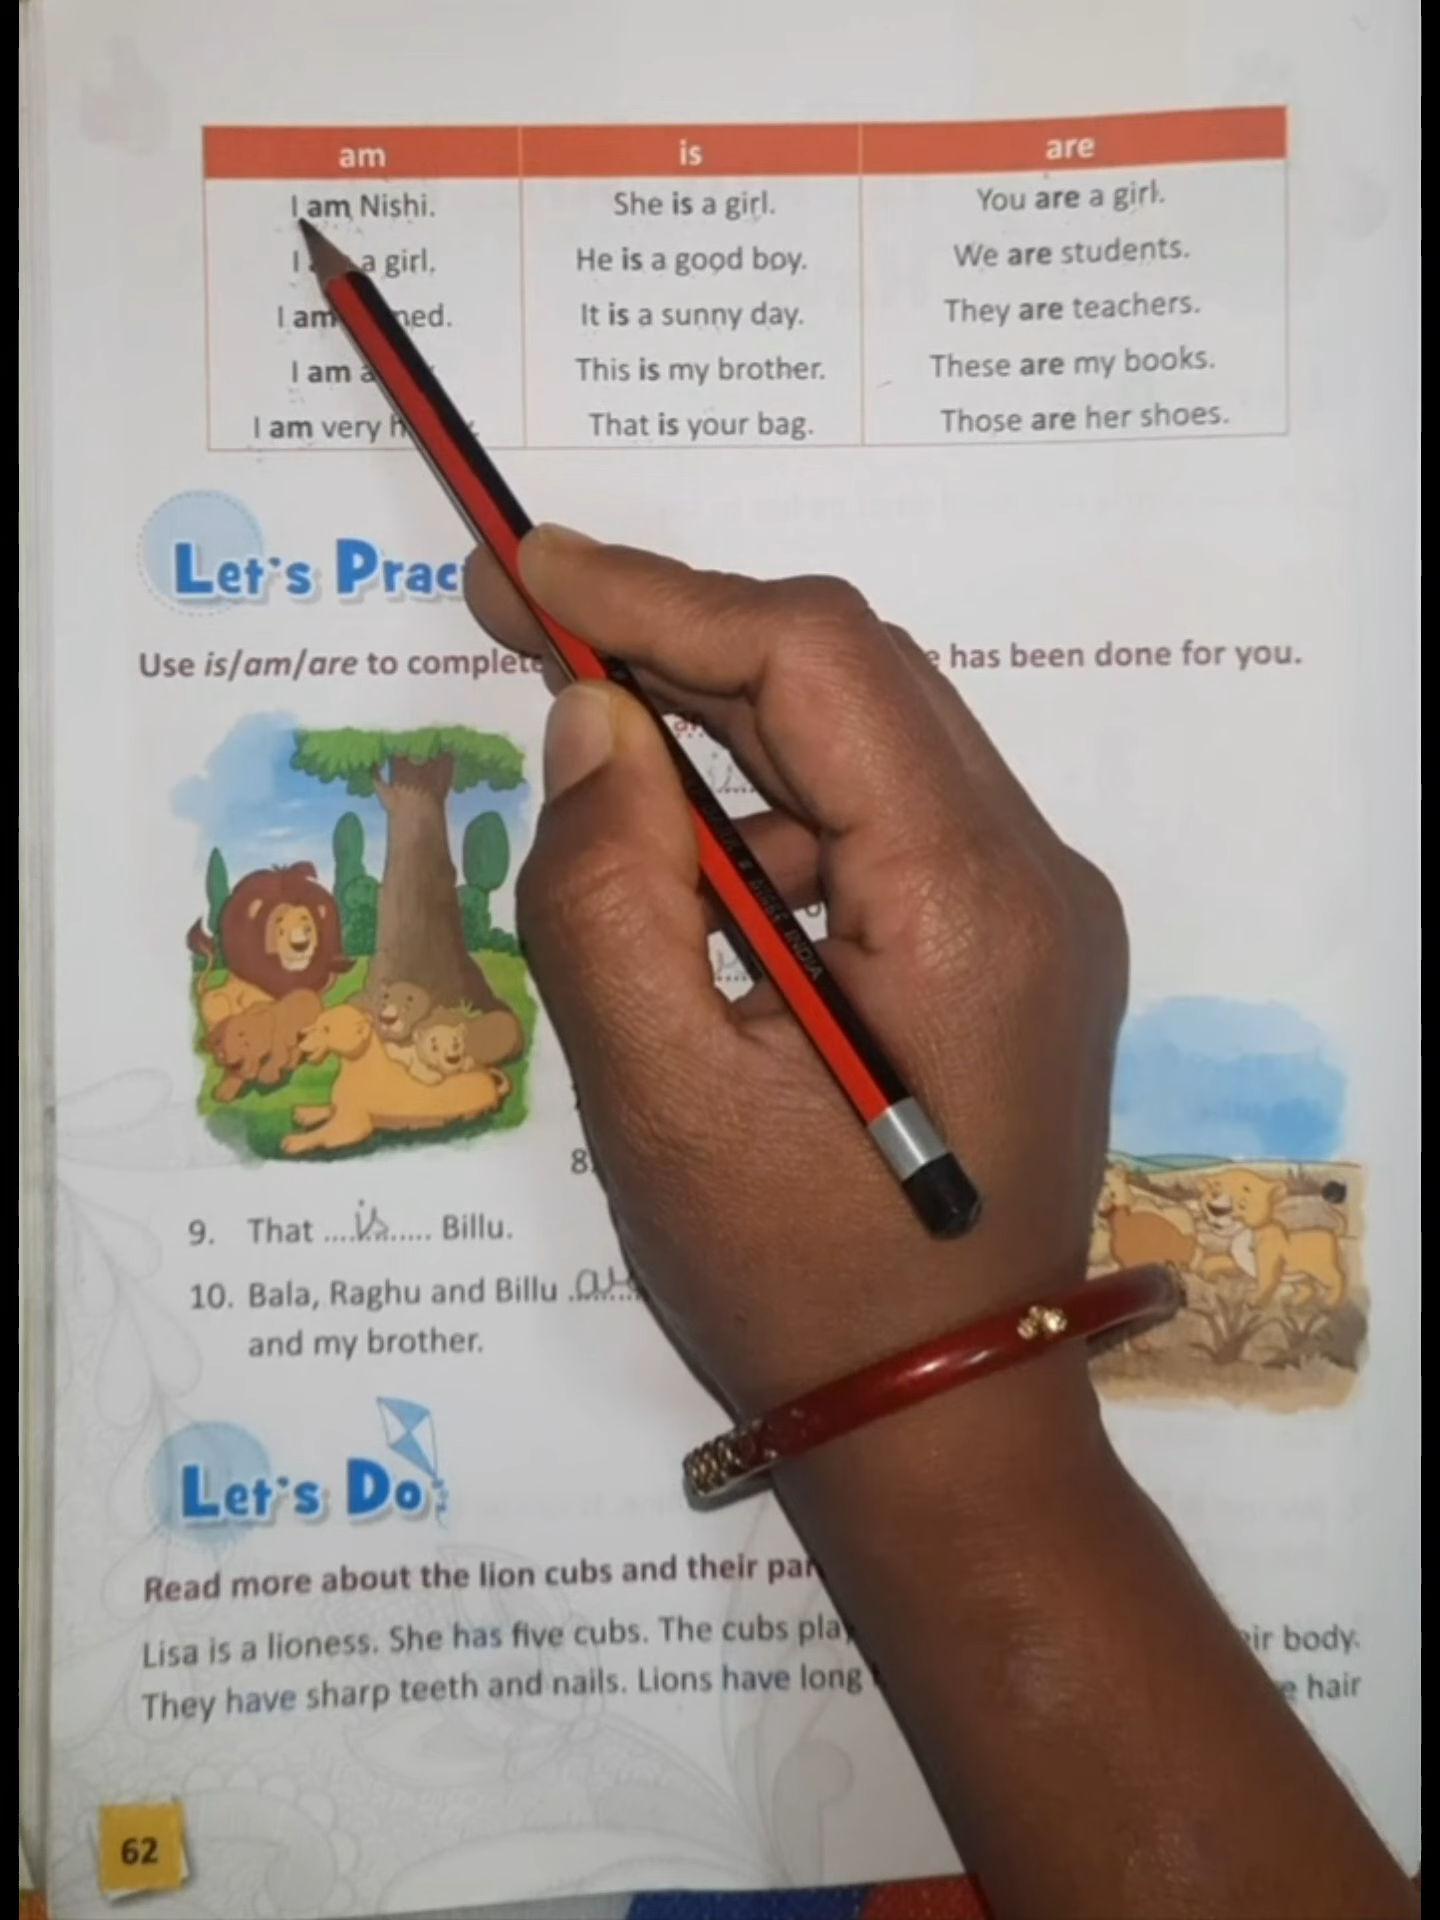 am is are
I am Nishi. She is a girl. You are a girl.
I a girl. He is a good boy. We are students.
I am It is a sunny day. They are teachers.
I am This is my brother. These are my books.
I am very That is your bag. Those are her shoes.
Let's
Use is/am/are to complete has been done for you.
8.
9. That ....is..... Billu.
10. Bala, Raghu and Billu
and my brother.
Let's Do
Read more about the lion cubs and their
Lisa is a lioness. She has five cubs. The cubs body.
They have sharp teeth and nails. Lions have long hair
62
INDIA